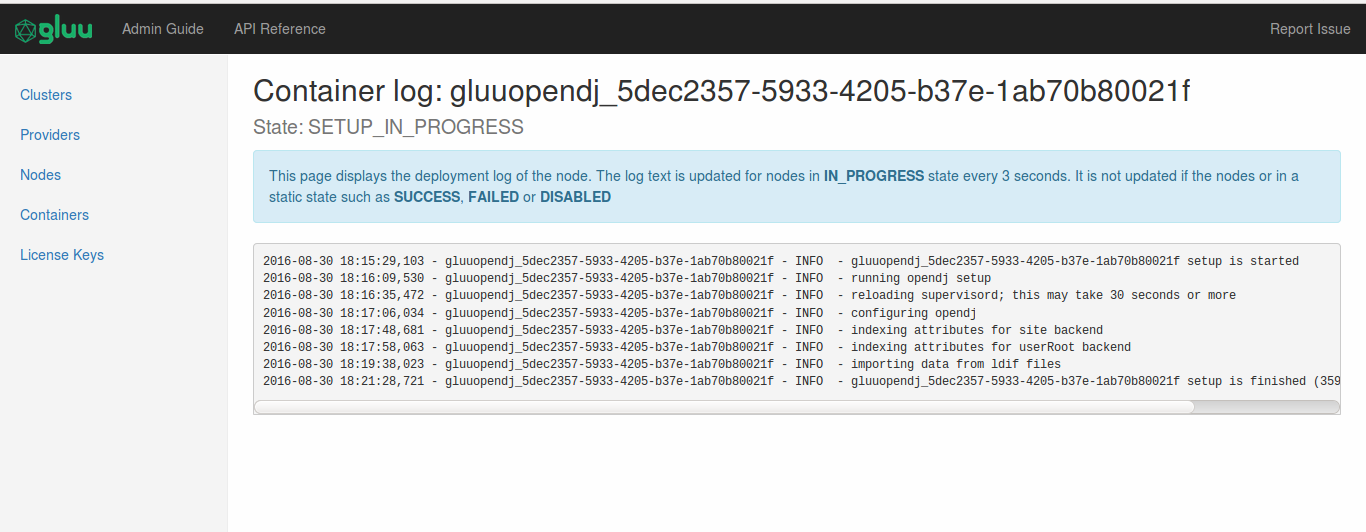 gluu
Admin Guide
API Reference
Report Issue
Clusters
Providers
Nodes
Containers
License Keys
Container log: gluuopendj_5dec2357-5933-4205-b37e-1ab70b80021f
State: SETUP_IN_PROGRESS
This page displays the deployment log of the node. The log text is updated for nodes in IN_PROGRESS state every 3 seconds. It is not updated if the nodes or in a
static state such as SUCCESS, FAILED or DISABLED
2016-08-30 18:15:29,103 - gluuopendj_5dec2357-5933-4205-b37e-1ab70b80021f - INFO  - gluuopendj_5dec2357-5933-4205-b37e-1ab70b80021f setup is started
2016-08-30 18:16:09,530 - gluuopendj_5dec2357-5933-4205-b37e-1ab70b80021f - INFO  - running opendj setup
2016-08-30 18:16:35,472 - gluuopendj_5dec2357-5933-4205-b37e-1ab70b80021f - INFO  - reloading supervisord; this may take 30 seconds or more
2016-08-30 18:17:06,034 - gluuopendj_5dec2357-5933-4205-b37e-1ab70b80021f - INFO  - configuring opendj
2016-08-30 18:17:48,681 - gluuopendj_5dec2357-5933-4205-b37e-1ab70b80021f - INFO  - indexing attributes for site backend
2016-08-30 18:17:58,063 - gluuopendj_5dec2357-5933-4205-b37e-1ab70b80021f - INFO  - indexing attributes for userRoot backend
2016-08-30 18:19:38,023 - gluuopendj_5dec2357-5933-4205-b37e-1ab70b80021f - INFO  - importing data from ldif files
2016-08-30 18:21:28,721 - gluuopendj_5dec2357-5933-4205-b37e-1ab70b80021f - INFO  - gluuopendj_5dec2357-5933-4205-b37e-1ab70b80021f setup is finished (359